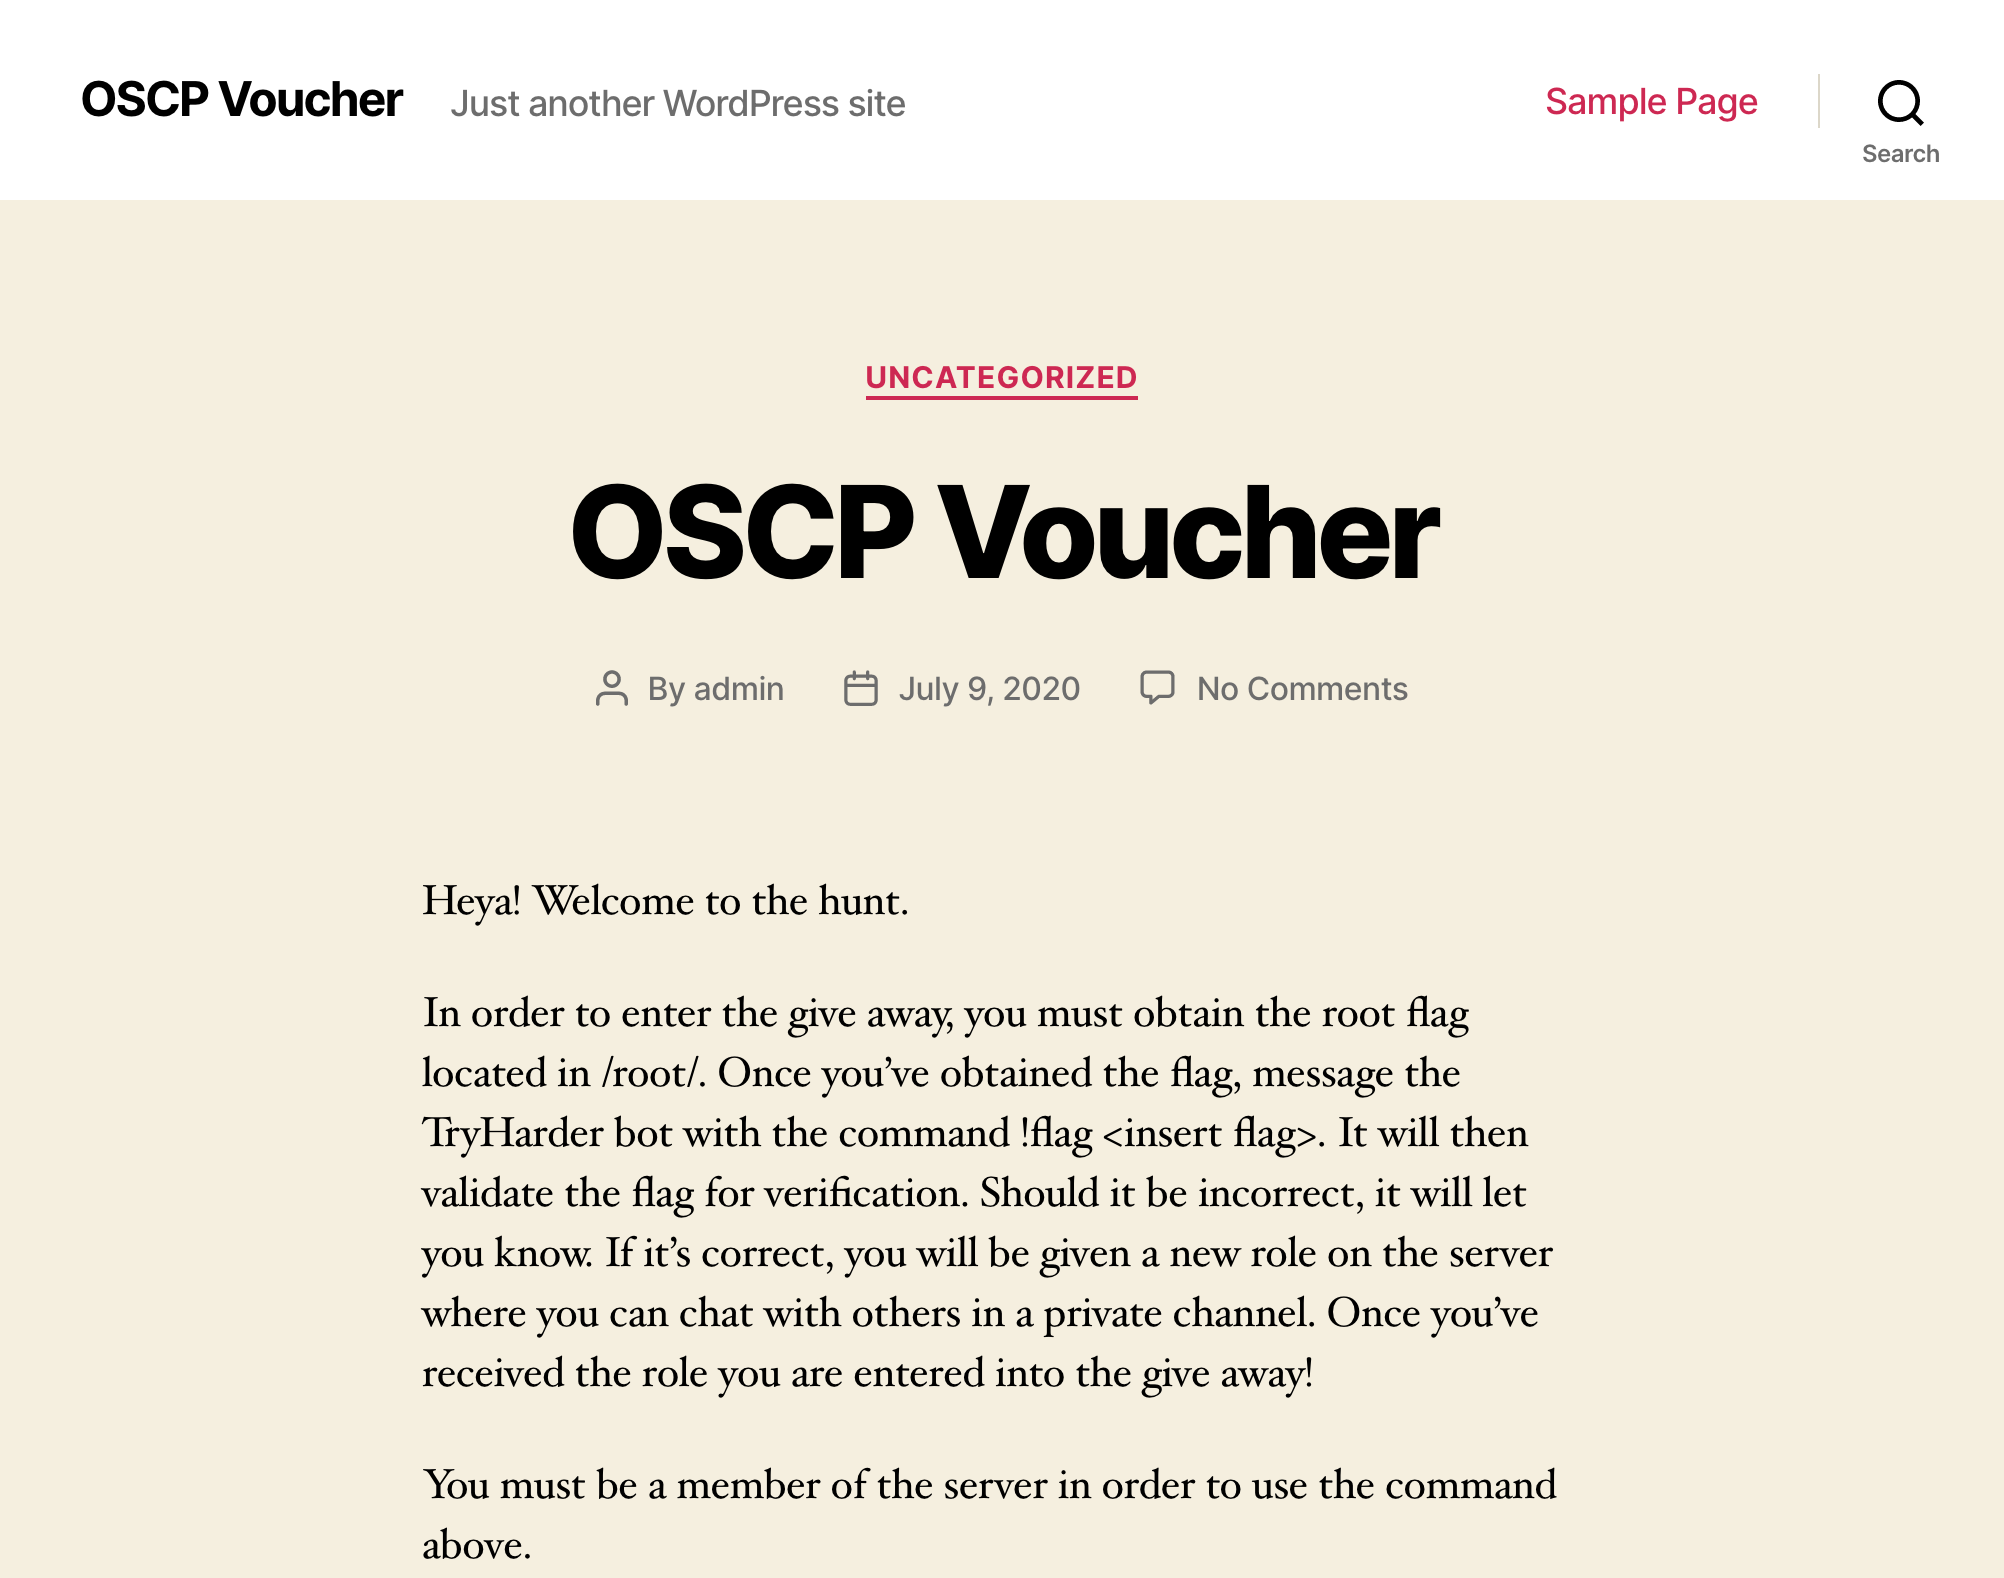 OSCP Voucher Just another WordPress site Sample Page
Search
UNCATEGORIZED
OSCP Voucher
By admin July 9, 2020 No Comments
Heya! Welcome to the hunt.
In order to enter the give away, you must obtain the root flag
located in /root/. Once you’ve obtained the flag, message the
TryHarder bot with the command !flag <insert flag>. It will then
validate the flag for verification. Should it be incorrect, it will let
you know. If it’s correct, you will be given a new role on the server
where you can chat with others in a private channel. Once you’ve
received the role you are entered into the give away!
You must be a member of the server in order to use the command
above.